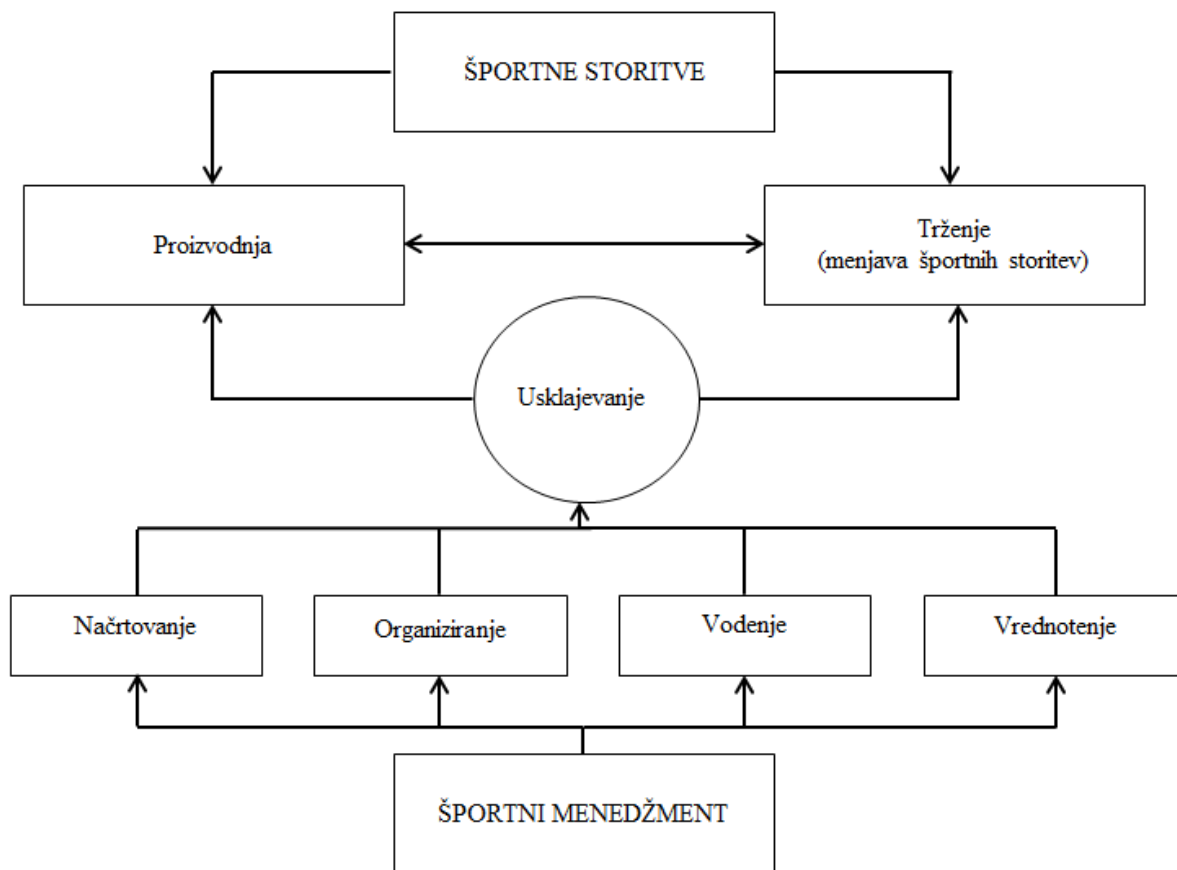 ŠPORTNE STORITVE
Proizvodnja
Trženje
(menjava športnih storitev)
Usklajevanje
Načrtovanje
Organiziranje
Vodenje
Vrednotenje
ŠPORTNI MENEDŽMENT